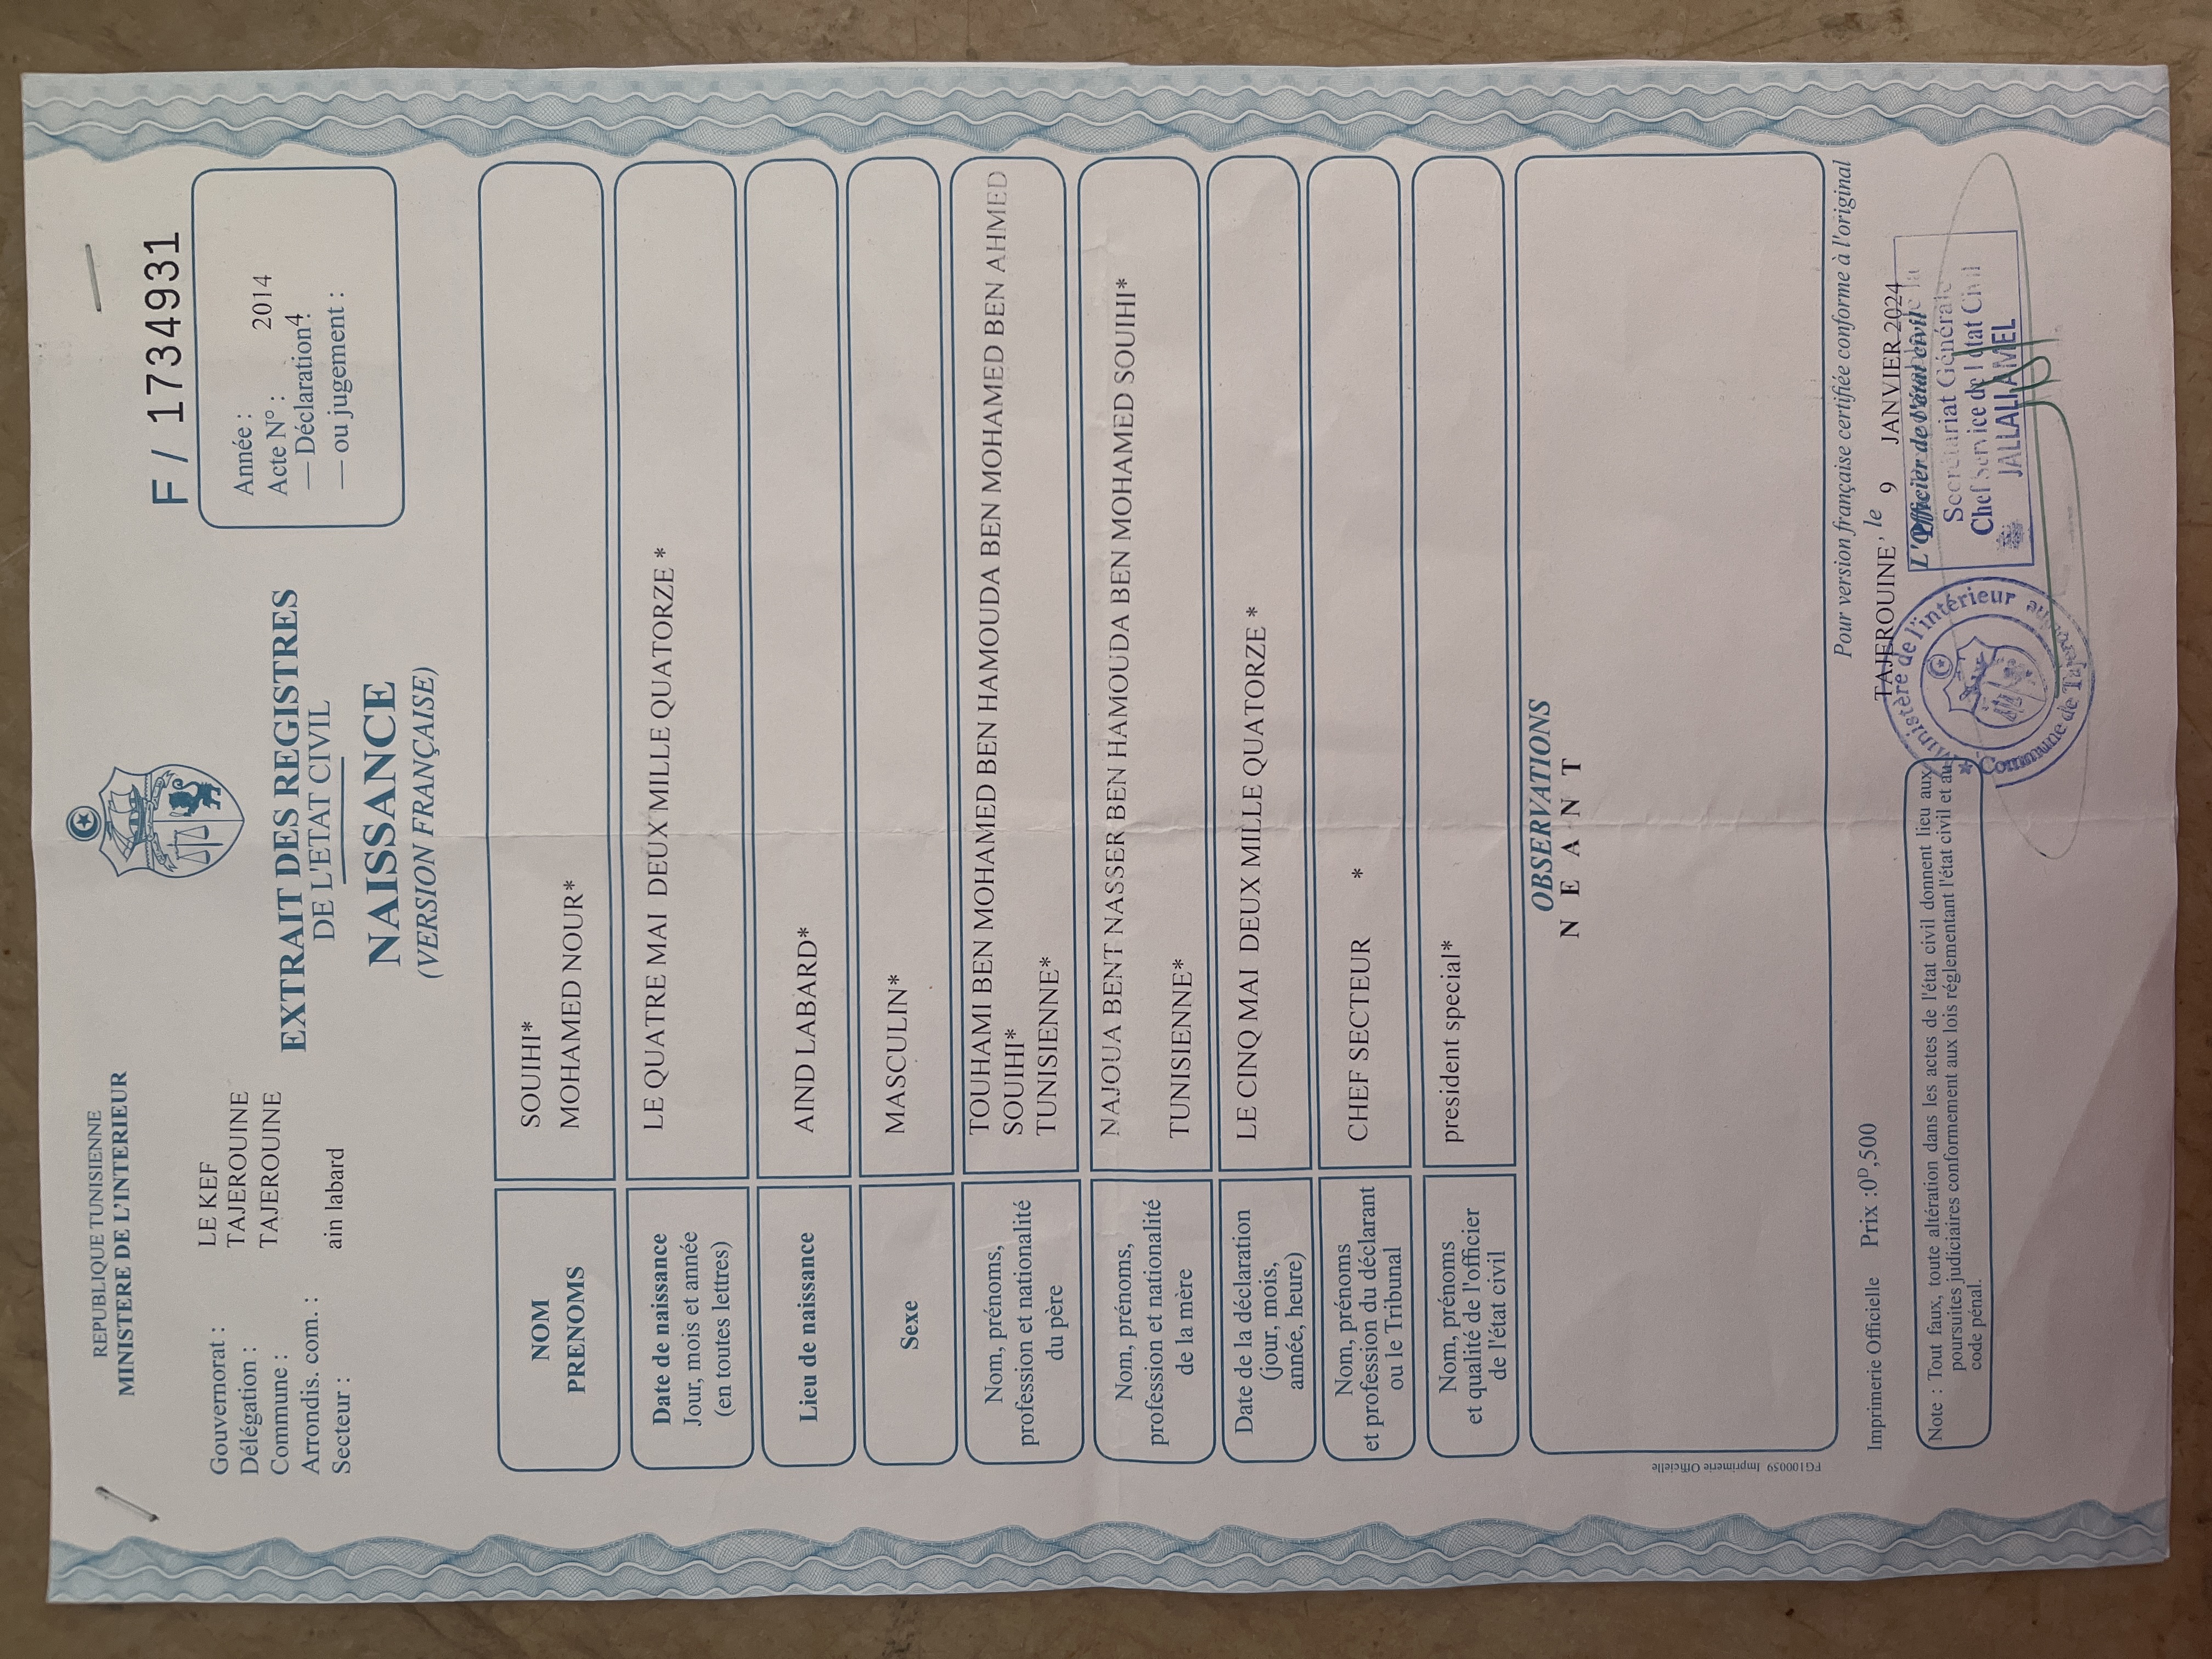 REPUBLIQUE TUNISIENNE
MINISTERE DE L'INTERIEUR
F / 1734931
Gouvernorat : LE KEF
Délégation : TAJEROUINE
Commune : TAJEROUINE
Arrondis. com. :
Secteur : ain labard
EXTRAIT DES REGISTRES
DE L'ETAT CIVIL
NAISSANCE
(VERSION FRANÇAISE)
Année : 2014
Acte N° :
— Déclaration : 4
— ou jugement :
NOM SOUIHI*
PRENOMS MOHAMED NOUR*
Date de naissance
Jour, mois et année
(en toutes lettres)
LE QUATRE MAI DEUX MILLE QUATORZE *
Lieu de naissance AIND LABARD*
Sexe MASCULIN*
Nom, prénoms,
profession et nationalité
du père
TOUHAMI BEN MOHAMED BEN MOHAMED BEN HAMOUDA BEN MOHAMED BEN MOHAMED BEN AHMED
SOUIHI*
TUNISIENNE*
Nom, prénoms,
profession et nationalité
de la mère
NAJOUA BENT NASSER BEN HAMOUDA BEN MOHAMED BEN MOHAMED SOUIHI*
TUNISIENNE*
Date de la déclaration
(jour, mois,
année, heure)
LE CINQ MAI DEUX MILLE QUATORZE *
Nom, prénoms
et profession du déclarant
ou le Tribunal
CHEF SECTEUR *
Nom, prénoms
et qualité de l'officier
de l'état civil
president special*
OBSERVATIONS
N E A N T
FG100059 Imprimerie Officielle
Pour version française certifiée conforme à l'original
TAJEROUINE' le 9 JANVIER 2024
L'Officier de l'état civil
Secrétariat Générale
Chef Service de l'état Civil
JALLALI AMEL
Ministère de l'intérieur
Commune de
Imprimerie Officielle Prix :0D,500
Note : Tout faux, toute altération dans les actes de l'état civil donnent lieu aux
poursuites judiciaires conformement aux lois réglementant l'état civil et au
code pénal.